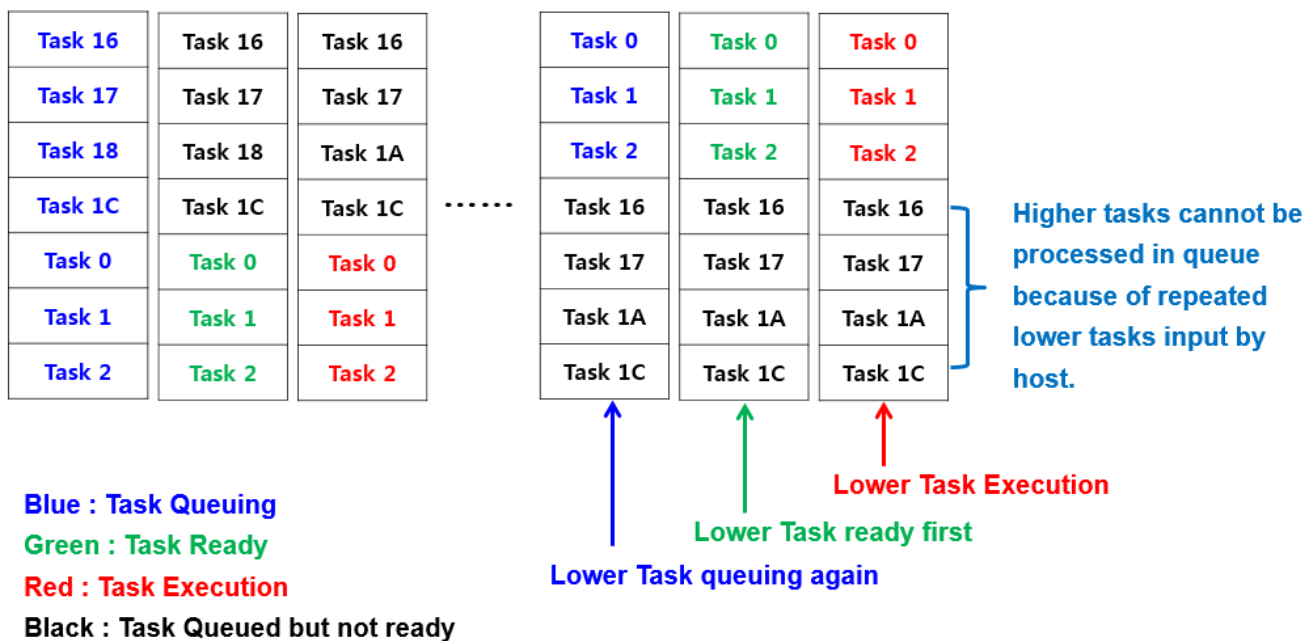 Task 16 Task 16 Task 16 Task 0 Task 0 Task 0
Task 17 Task 17 Task 17 Task 1 Task 1 Task 1
Task 18 Task 18 Task 1A Task 2 Task 2 Task 2
Task 1C Task 1C Task 1C ...... Task 16 Task 16 Task 16
Task 0 Task 0 Task 0 Task 17 Task 17 Task 17
Task 1 Task 1 Task 1 Task 1A Task 1A Task 1A
Task 2 Task 2 Task 2 Task 1C Task 1C Task 1C
Higher tasks cannot be
processed in queue
because of repeated
lower tasks input by
host.
Lower Task Execution
Lower Task ready first
Lower Task queuing again
Blue : Task Queuing
Green : Task Ready
Red : Task Execution
Black : Task Queued but not ready